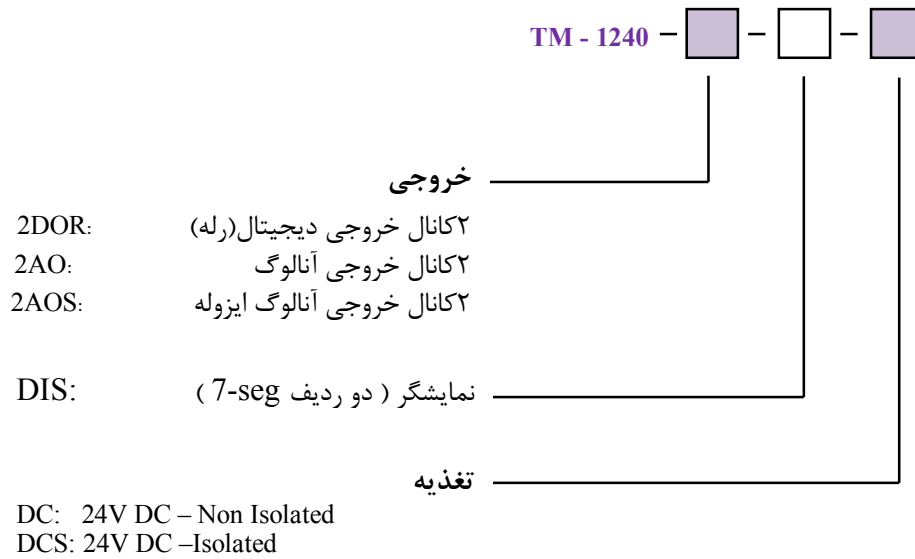 TM - 1240 – –  –
خروجی
2DOR: ۲کانال خروجی دیجیتال(رله)
2AO: ۲کانال خروجی آنالوگ
2AOS: ۲کانال خروجی آنالوگ ایزوله
DIS: نمایشگر ( دو ردیف 7-seg )
تغذیه
DC: 24V DC – Non Isolated
DCS: 24V DC –Isolated